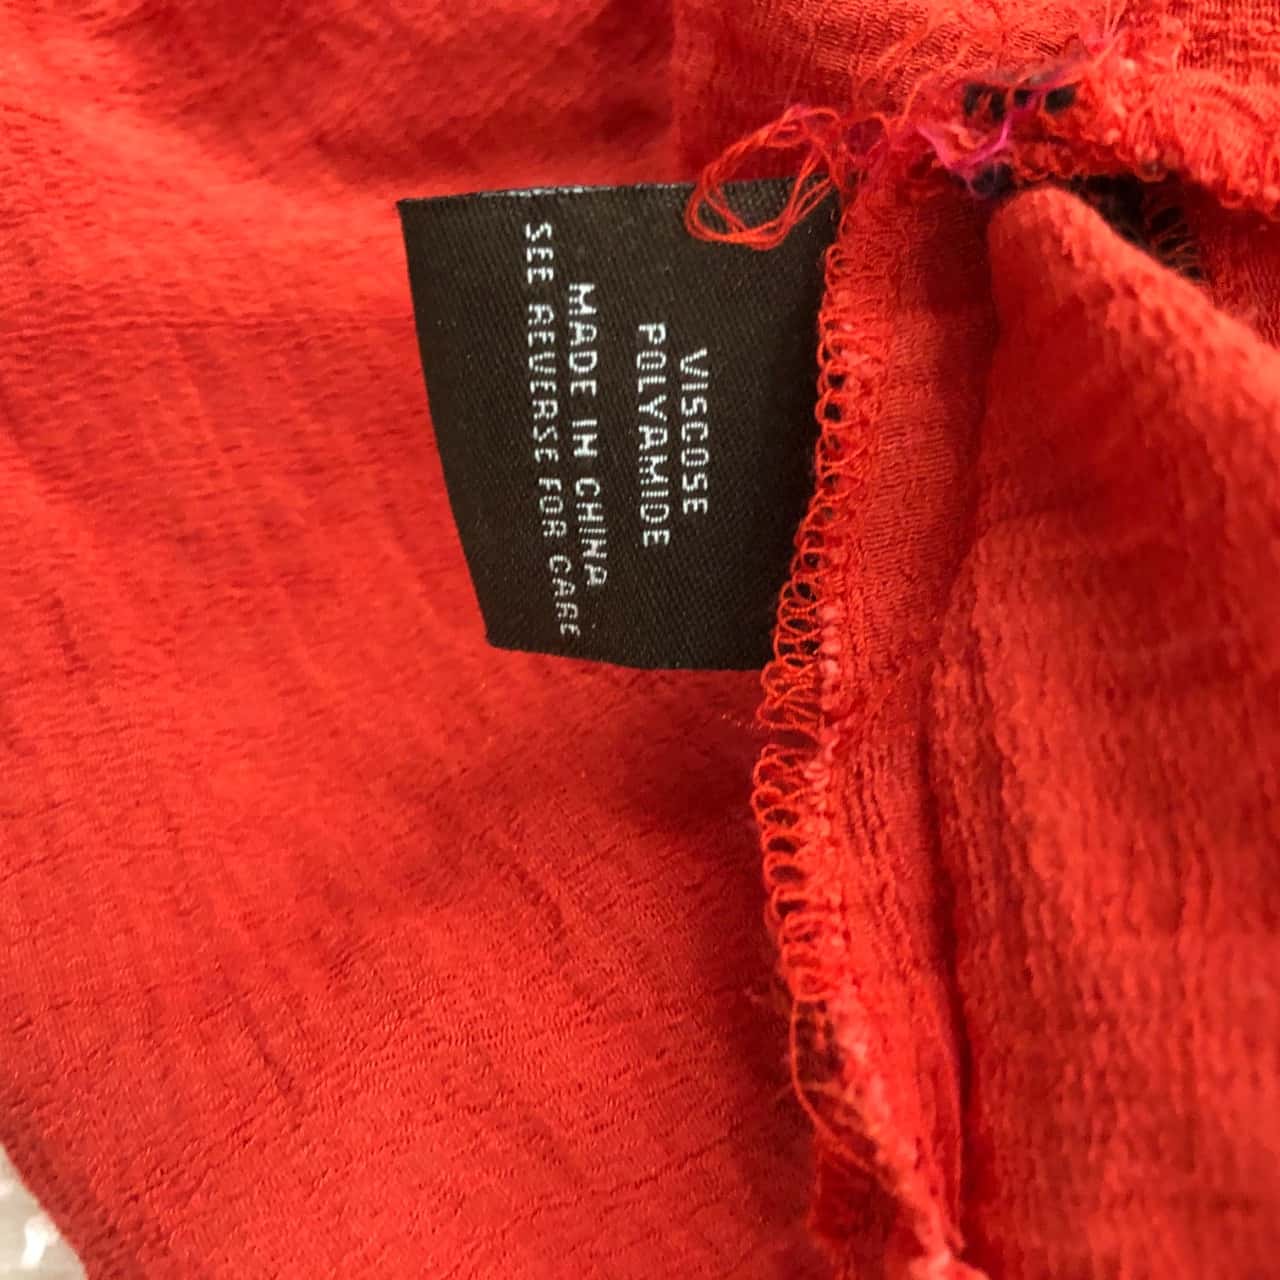 VISCOSE
POLYAMIDE
MADE IN CHINA
SEE REVERSE FOR CARE